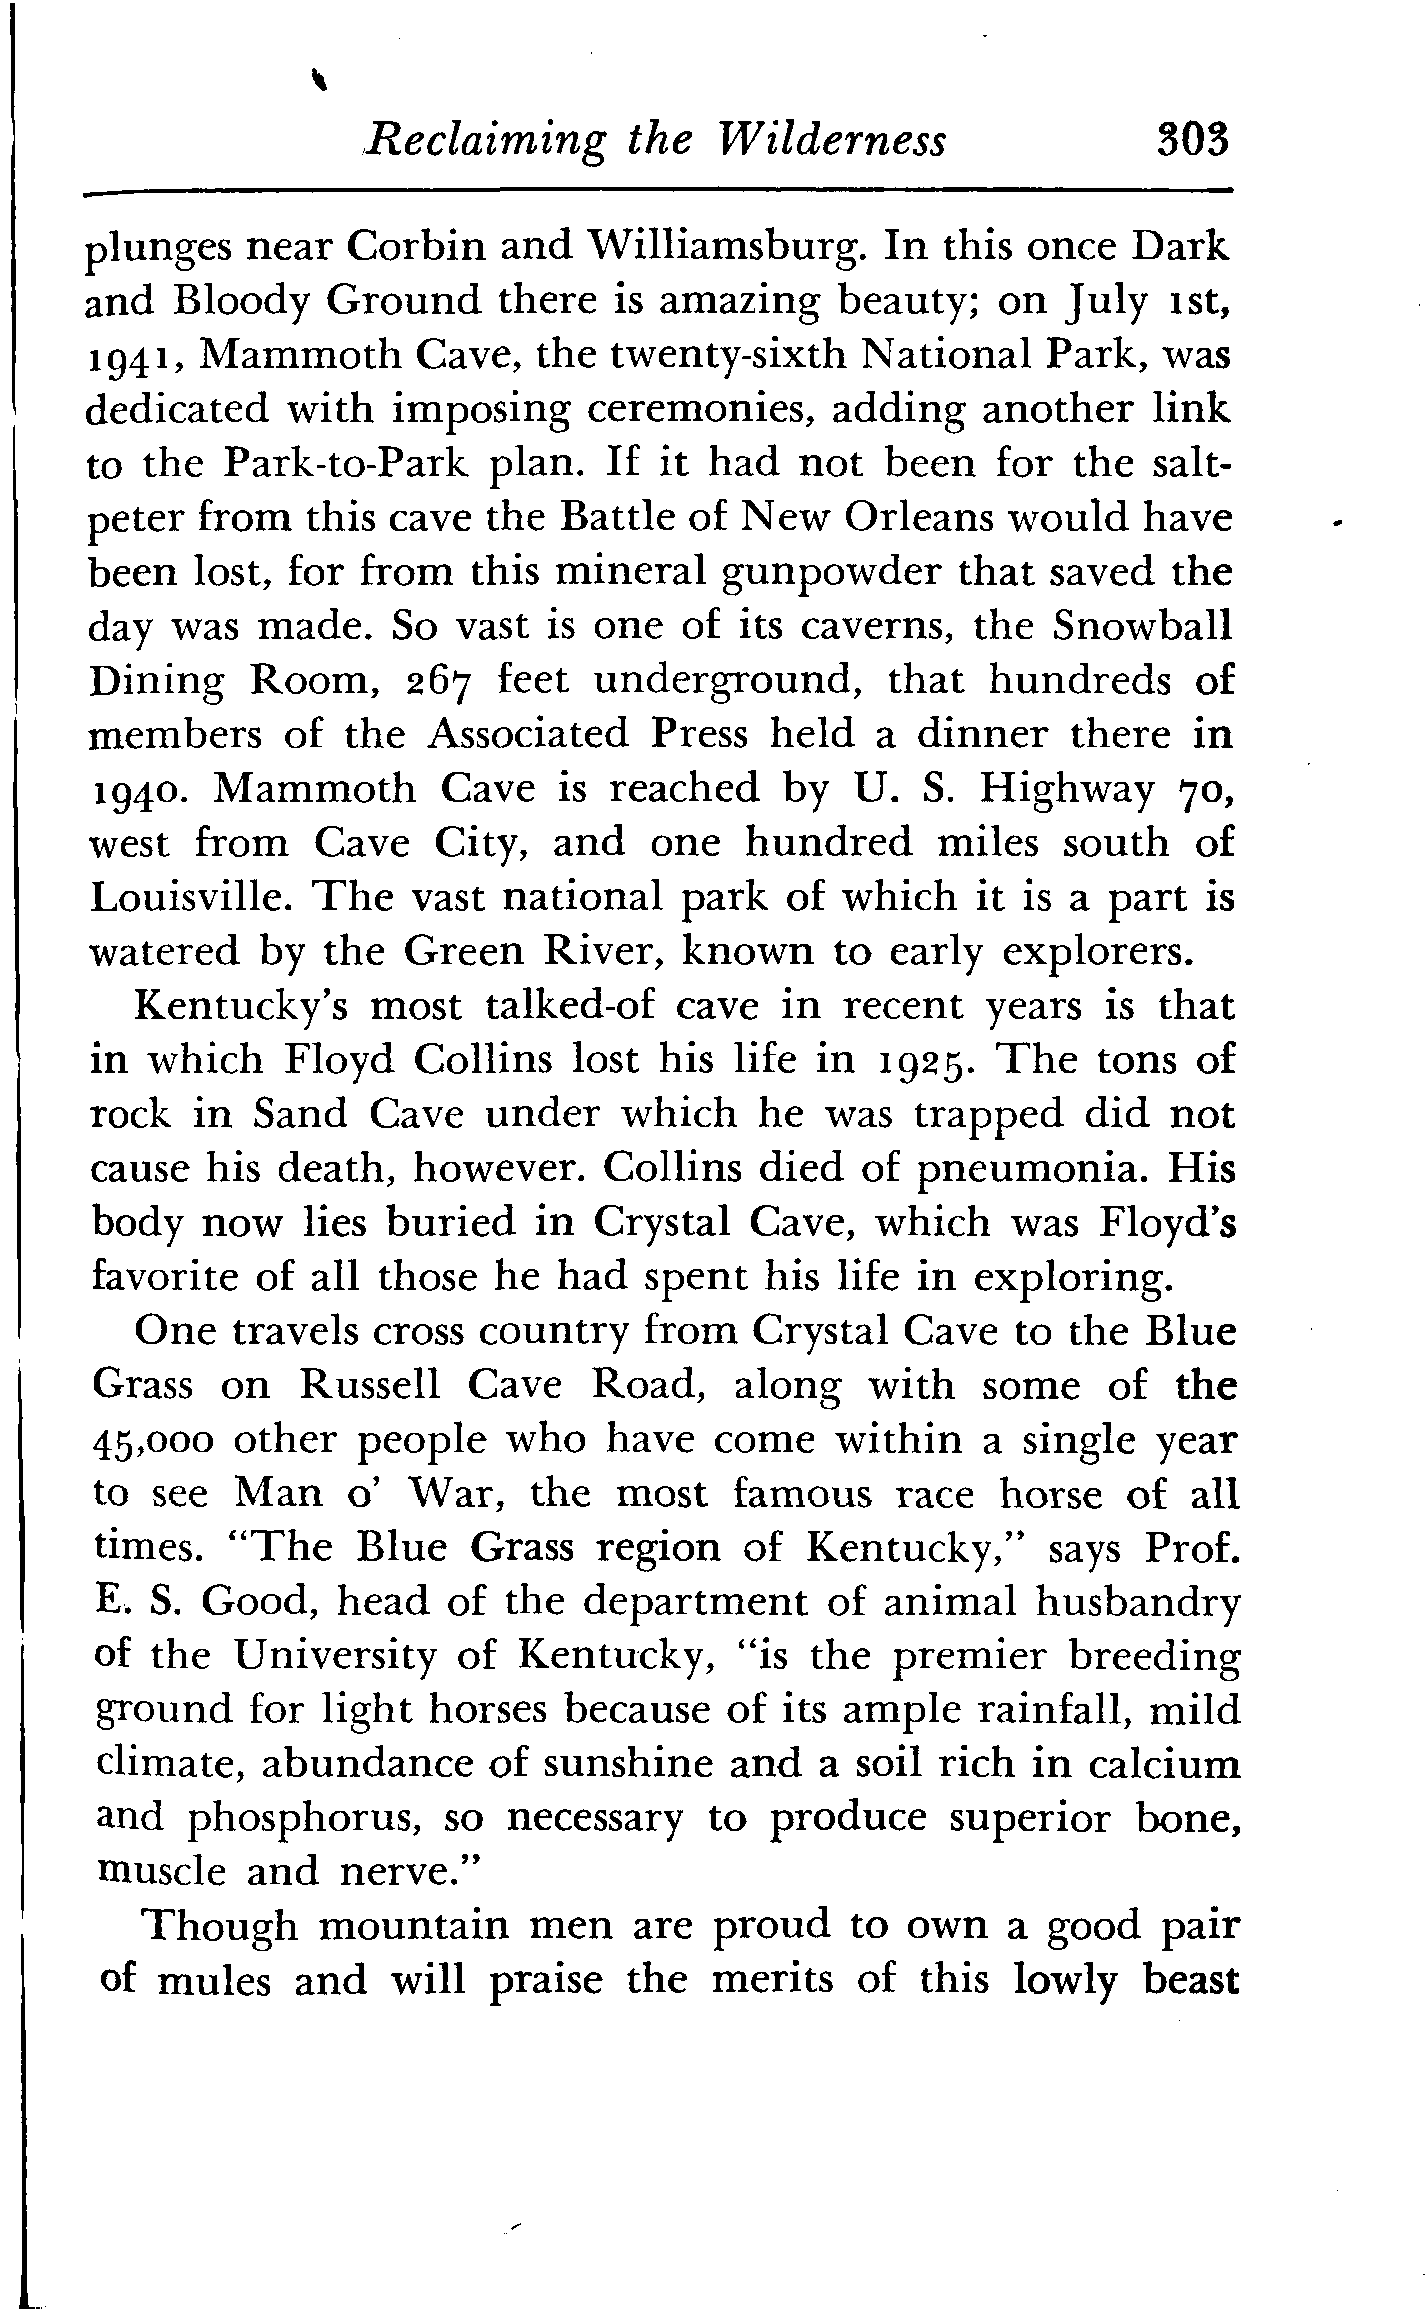 Reclaiming the Wilderness 303
plunges near Corbin and Williamsburg. In this once Dark
and Bloody Ground there is amazing beauty; on July 1st,
1941, Mammoth Cave, the twenty-sixth National Park, was
dedicated with imposing ceremonies, adding another link
to the Park-to-Park plan. If it had not been for the salt-
peter from this cave the Battle of New Orleans would have
been lost, for from this mineral gunpowder that saved the
day was made. So vast is one of its caverns, the Snowball
Dining Room, 267 feet underground, that hundreds of
members of the Associated Press held a dinner there in
1940. Mammoth Cave is reached by U. S. Highway 70,
west from Cave City, and one hundred miles south of
Louisville. The vast national park of which it is a part is
watered by the Green River, known to early explorers.
Kentucky's most talked-of cave in recent years is that
in which Floyd Collins lost his life in 1925. The tons of
rock in Sand Cave under which he was trapped did not
cause his death, however. Collins died of pneumonia. His
body now lies buried in Crystal Cave, which was Floyd's
favorite of all those he had spent his life in exploring.
One travels cross country from Crystal Cave to the Blue
Grass on Russell Cave Road, along with some of the
45,000 other people who have come within a single year
to see Man o' War, the most famous race horse of all
times. "The Blue Grass region of Kentucky," says Prof.
E. S. Good, head of the department of animal husbandry
of the University of Kentucky, "is the premier breeding
ground for light horses because of its ample rainfall, mild
climate, abundance of sunshine and a soil rich in calcium
and phosphorus, so necessary to produce superior bone,
muscle and nerve."
Though mountain men are proud to own a good pair
of mules and will praise the merits of this lowly beast